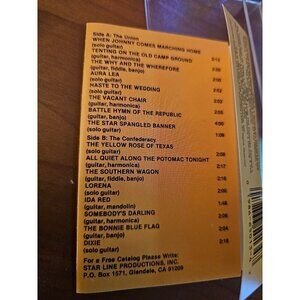 Side A: The Union
WHEN JOHNNY COMES MARCHING HOME
(solo guitar)
TENTING ON THE OLD CAMP GROUND 2:12
(guitar, harmonica)
THE WHY AND THE WHEREFORE
(guitar, fiddle, banjo)
AURA LEA
(solo guitar)
HASTE TO THE WEDDING
(solo guitar)
THE VACANT CHAIR
(guitar, harmonica)
BATTLE HYMN OF THE REPUBLIC
(guitar, banjo)
THE STAR SPANGLED BANNER
(solo guitar)
Side B: The Confederacy
THE YELLOW ROSE OF TEXAS
(solo guitar)
ALL QUIET ALONG THE POTOMAC TONIGHT
(guitar, harmonica)
THE SOUTHERN WAGON
(guitar, fiddle, banjo)
LORENA
(solo guitar)
IDA RED
(guitar, mandolin)
SOMEBODY'S DARLING
(guitar, harmonica)
THE BONNIE BLUE FLAG
(guitar, banjo)
DIXIE
(solo guitar)
For a Free Catalog Please Write:
STAR LINE PRODUCTIONS, INC.
P.O. Box 1571, Glendale, CA 91209